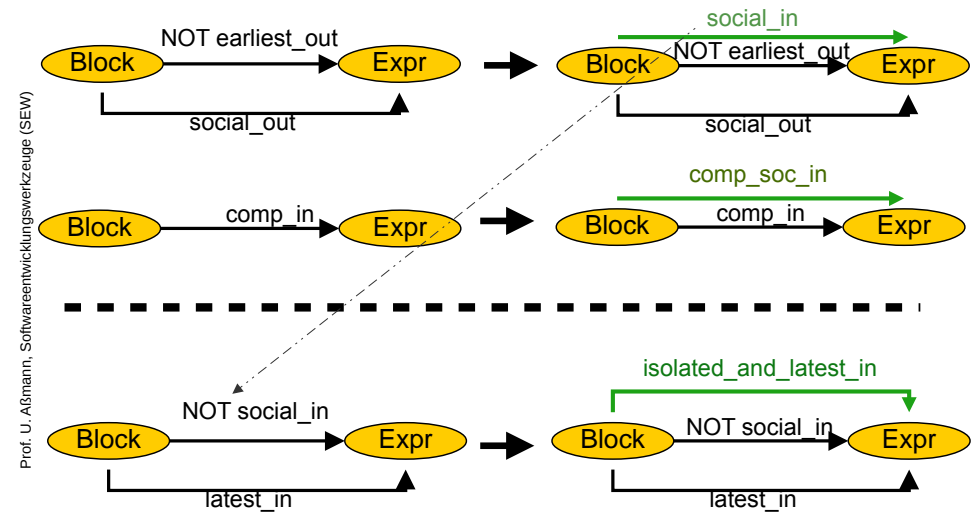 social_in
NOT earliest_out
NOT earliest_out
Block
Expr
Block
Expr
social_out
social_out
comp_soc_in
comp_in
comp_in
Block
Expr
Block
Expr
isolated_and_latest_in
NOT social_in
NOT social_in
Block
Expr
Block
Expr
latest_in
latest_in
Prof. U. Aßmann, Softwareentwicklungswerkzeuge (SEW)